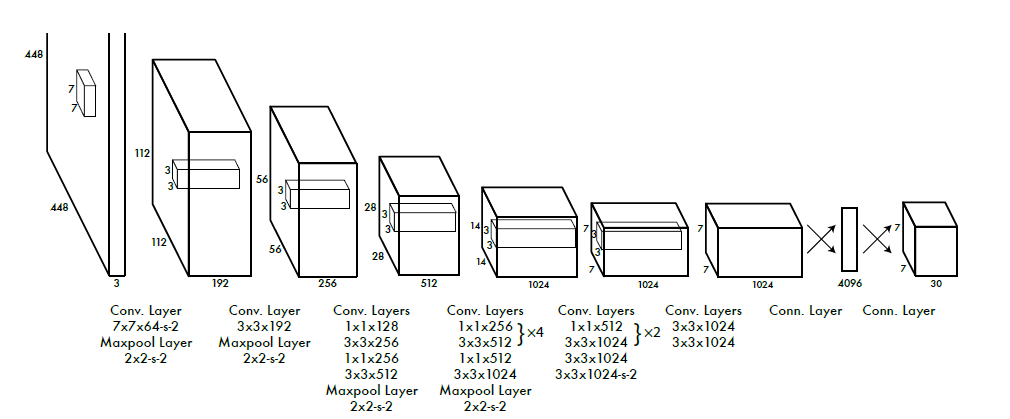 448
7
7
448
3
112
3
3
112
192
56
3
3
56
256
28
3
3
28
512
14
3
3
14
1024
7
3
3
7
1024
7
7
1024
4096
7
7
30
Conv. Layer
7x7x64-s-2
Maxpool Layer
2x2-s-2
Conv. Layer
3x3x192
Maxpool Layer
2x2-s-2
Conv. Layers
1x1x128
3x3x256
1x1x256
3x3x512
Maxpool Layer
2x2-s-2
Conv. Layers
1x1x256
3x3x512
} ×4
1x1x512
3x3x1024
Maxpool Layer
2x2-s-2
Conv. Layers
1x1x512
3x3x1024
} ×2
3x3x1024
3x3x1024-s-2
Conv. Layers
3x3x1024
3x3x1024
Conn. Layer
Conn. Layer